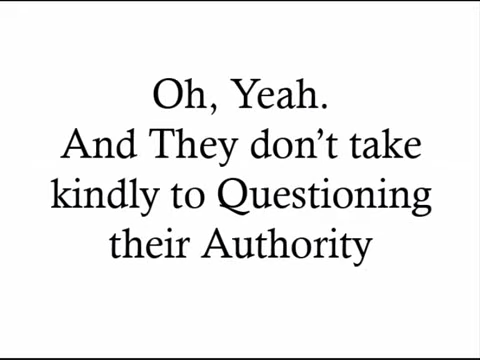 Oh, Yeah.
And They don’t take
kindly to Questioning
their Authority